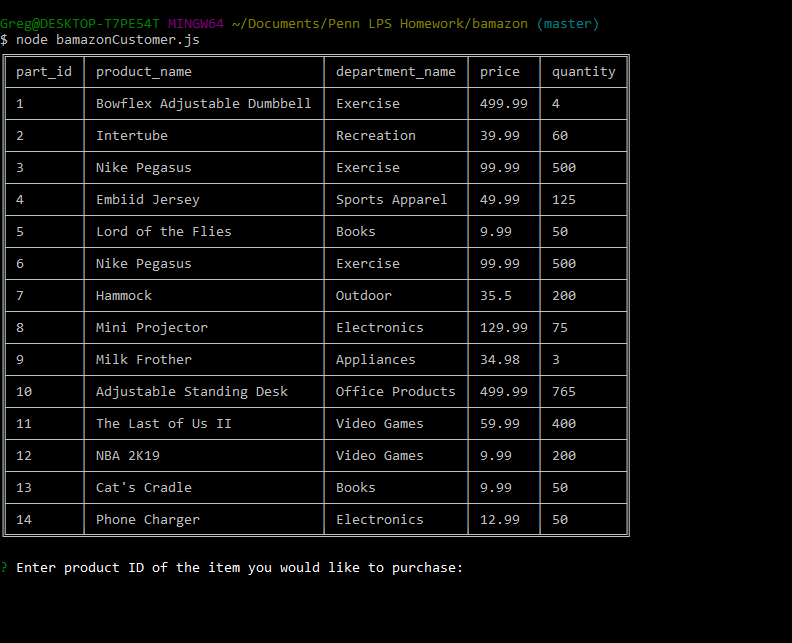 Greg@DESKTOP-T7PE54T MINGW64 ~/Documents/Penn LPS Homework/bamazon (master)
$ node bamazonCustomer.js
part_id product_name department_name price quantity
1 Bowflex Adjustable Dumbbell Exercise 499.99 4
2 Intertube Recreation 39.99 60
3 Nike Pegasus Exercise 99.99 500
4 Embiid Jersey Sports Apparel 49.99 125
5 Lord of the Flies Books 9.99 50
6 Nike Pegasus Exercise 99.99 500
7 Hammock Outdoor 35.5 200
8 Mini Projector Electronics 129.99 75
9 Milk Frother Appliances 34.98 3
10 Adjustable Standing Desk Office Products 499.99 765
11 The Last of Us II Video Games 59.99 400
12 NBA 2K19 Video Games 9.99 200
13 Cat's Cradle Books 9.99 50
14 Phone Charger Electronics 12.99 50
? Enter product ID of the item you would like to purchase: